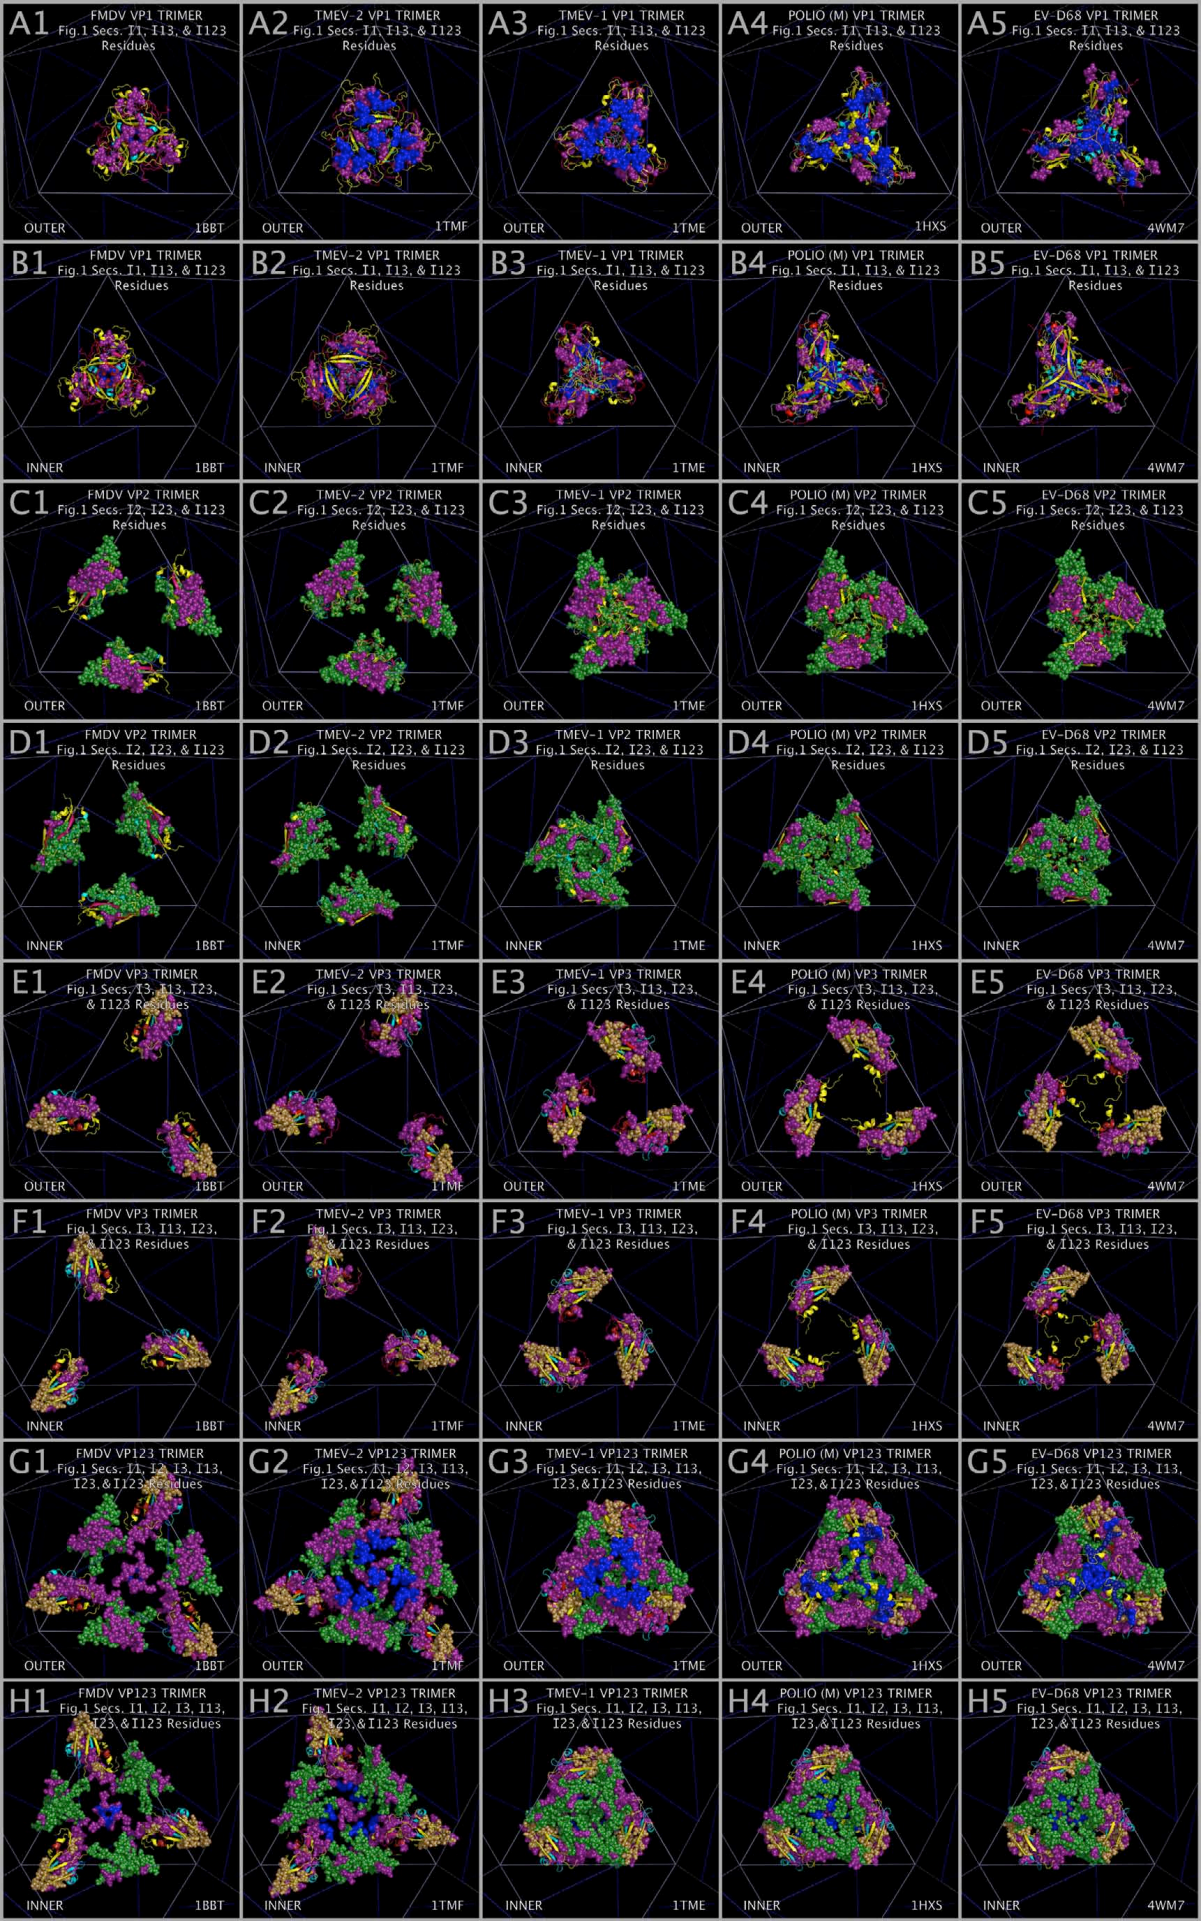 A1 FMDV VP1 TRIMER
Fig.1 Secs. I1, I13, & I123
Residues
OUTER 1BBT
A2 TMEV-2 VP1 TRIMER
Fig.1 Secs. I1, I13, & I123
Residues
OUTER 1TMF
A3 TMEV-1 VP1 TRIMER
Fig.1 Secs. I1, I13, & I123
Residues
OUTER 1TME
A4 POLIO (M) VP1 TRIMER
Fig.1 Secs. I1, I13, & I123
Residues
OUTER 1HXS
A5 EV-D68 VP1 TRIMER
Fig.1 Secs. I1, I13, & I123
Residues
OUTER 4WM7
B1 FMDV VP1 TRIMER
Fig.1 Secs. I1, I13, & I123
Residues
INNER 1BBT
B2 TMEV-2 VP1 TRIMER
Fig.1 Secs. I1, I13, & I123
Residues
INNER 1TMF
B3 TMEV-1 VP1 TRIMER
Fig.1 Secs. I1, I13, & I123
Residues
INNER 1TME
B4 POLIO (M) VP1 TRIMER
Fig.1 Secs. I1, I13, & I123
Residues
INNER 1HXS
B5 EV-D68 VP1 TRIMER
Fig.1 Secs. I1, I13, & I123
Residues
INNER 4WM7
C1 FMDV VP2 TRIMER
Fig.1 Secs. I2, I23, & I123
Residues
OUTER 1BBT
C2 TMEV-2 VP2 TRIMER
Fig.1 Secs. I2, I23, & I123
Residues
OUTER 1TMF
C3 TMEV-1 VP2 TRIMER
Fig.1 Secs. I2, I23, & I123
Residues
OUTER 1TME
C4 POLIO (M) VP2 TRIMER
Fig.1 Secs. I2, I23, & I123
Residues
OUTER 1HXS
C5 EV-D68 VP2 TRIMER
Fig.1 Secs. I2, I23, & I123
Residues
OUTER 4WM7
D1 FMDV VP2 TRIMER
Fig.1 Secs. I2, I23, & I123
Residues
INNER 1BBT
D2 TMEV-2 VP2 TRIMER
Fig.1 Secs. I2, I23, & I123
Residues
INNER 1TMF
D3 TMEV-1 VP2 TRIMER
Fig.1 Secs. I2, I23, & I123
Residues
INNER 1TME
D4 POLIO (M) VP2 TRIMER
Fig.1 Secs. I2, I23, & I123
Residues
INNER 1HXS
D5 EV-D68 VP2 TRIMER
Fig.1 Secs. I2, I23, & I123
Residues
INNER 4WM7
E1 FMDV VP3 TRIMER
Fig.1 Secs. I3, I13, I23,
& I123 Residues
OUTER 1BBT
E2 TMEV-2 VP3 TRIMER
Fig.1 Secs. I3, I13, I23,
& I123 Residues
OUTER 1TMF
E3 TMEV-1 VP3 TRIMER
Fig.1 Secs. I3, I13, I23,
& I123 Residues
OUTER 1TME
E4 POLIO (M) VP3 TRIMER
Fig.1 Secs. I3, I13, I23,
& I123 Residues
OUTER 1HXS
E5 EV-D68 VP3 TRIMER
Fig.1 Secs. I3, I13, I23,
& I123 Residues
OUTER 4WM7
F1 FMDV VP3 TRIMER
Fig.1 Secs. I3, I13, I23,
& I123 Residues
INNER 1BBT
F2 TMEV-2 VP3 TRIMER
Fig.1 Secs. I3, I13, I23,
& I123 Residues
INNER 1TMF
F3 TMEV-1 VP3 TRIMER
Fig.1 Secs. I3, I13, I23,
& I123 Residues
INNER 1TME
F4 POLIO (M) VP3 TRIMER
Fig.1 Secs. I3, I13, I23,
& I123 Residues
INNER 1HXS
F5 EV-D68 VP3 TRIMER
Fig.1 Secs. I3, I13, I23,
& I123 Residues
INNER 4WM7
G1 FMDV VP123 TRIMER
Fig.1 Secs. I1, I2, I3, I13,
I23,&I123 Residues
OUTER 1BBT
G2 TMEV-2 VP123 TRIMER
Fig.1 Secs. I1, I2, I3, I13,
I23,&I123 Residues
OUTER 1TMF
G3 TMEV-1 VP123 TRIMER
Fig.1 Secs. I1, I2, I3, I13,
I23,&I123 Residues
OUTER 1TME
G4 POLIO (M) VP123 TRIMER
Fig.1 Secs. I1, I2, I3, I13,
I23,&I123 Residues
OUTER 1HXS
G5 EV-D68 VP123 TRIMER
Fig.1 Secs. I1, I2, I3, I13,
I23,&I123 Residues
OUTER 4WM7
H1 FMDV VP123 TRIMER
Fig.1 Secs. I1, I2, I3, I13,
I23,&I123 Residues
INNER 1BBT
H2 TMEV-2 VP123 TRIMER
Fig.1 Secs. I1, I2, I3, I13,
I23,&I123 Residues
INNER 1TMF
H3 TMEV-1 VP123 TRIMER
Fig.1 Secs. I1, I2, I3, I13,
I23,&I123 Residues
INNER 1TME
H4 POLIO (M) VP123 TRIMER
Fig.1 Secs. I1, I2, I3, I13,
I23,&I123 Residues
INNER 1HXS
H5 EV-D68 VP123 TRIMER
Fig.1 Secs. I1, I2, I3, I13,
I23,&I123 Residues
INNER 4WM7